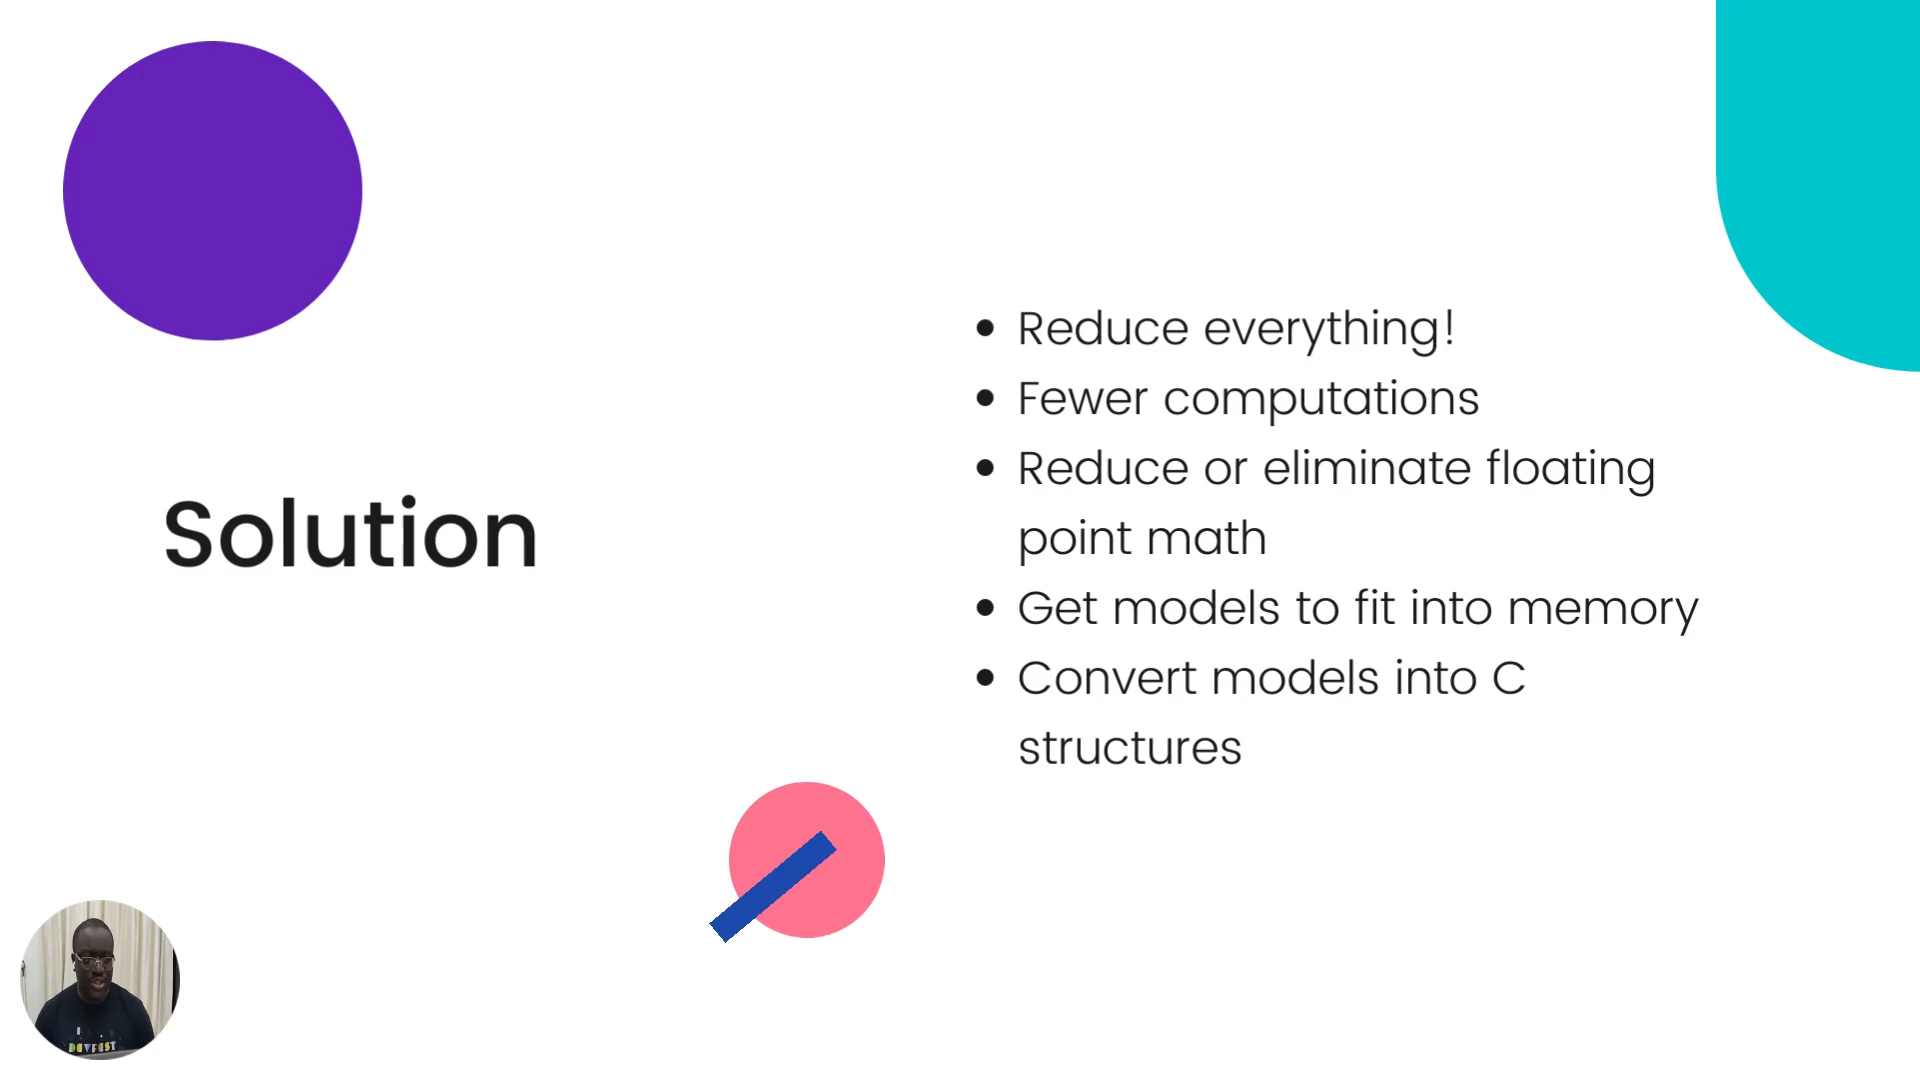 Solution
Reduce everything!
Fewer computations
Reduce or eliminate floating
point math
Get models to fit into memory
Convert models into C
structures
DEVFEST